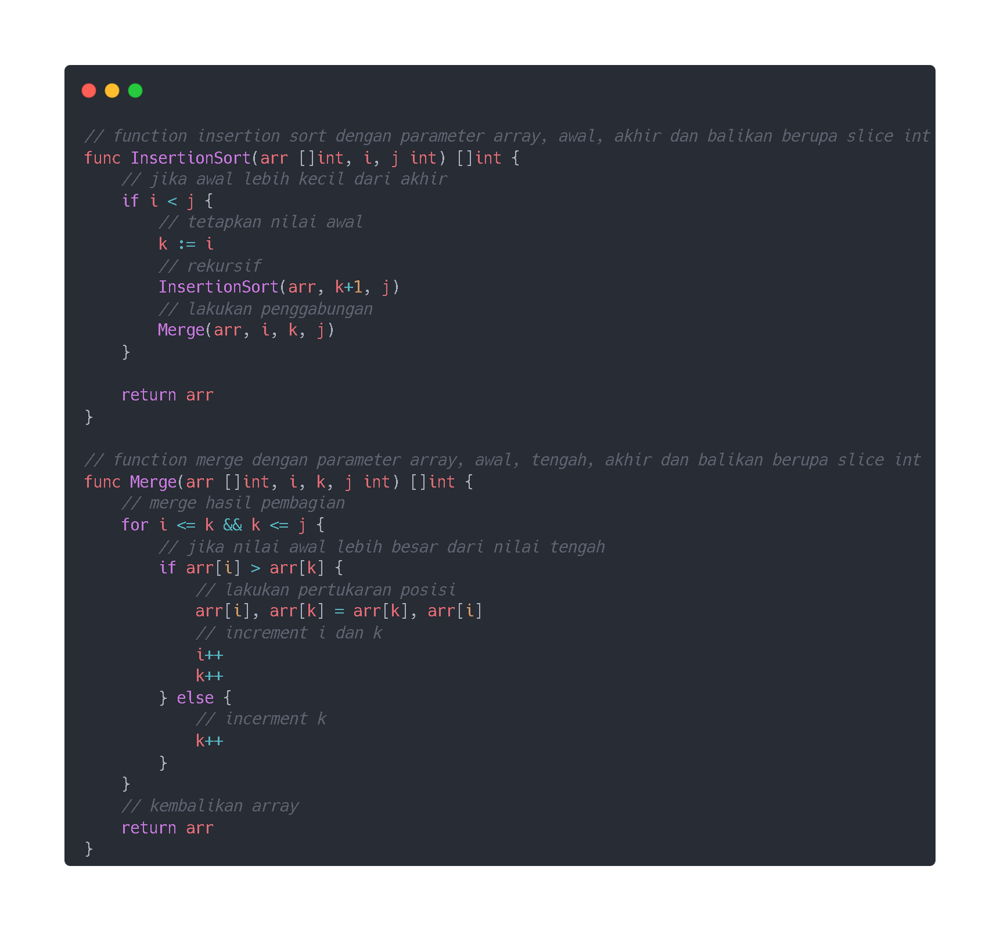 // function insertion sort dengan parameter array, awal, akhir dan balikan berupa slice int
func InsertionSort(arr []int, i, j int) []int {
    // jika awal lebih kecil dari akhir
    if i < j {
        // tetapkan nilai awal
        k := i
        // rekursif
        InsertionSort(arr, k+1, j)
        // lakukan penggabungan
        Merge(arr, i, k, j)
    }

    return arr
}

// function merge dengan parameter array, awal, tengah, akhir dan balikan berupa slice int
func Merge(arr []int, i, k, j int) []int {
    // merge hasil pembagian
    for i <= k && k <= j {
        // jika nilai awal lebih besar dari nilai tengah
        if arr[i] > arr[k] {
            // lakukan pertukaran posisi
            arr[i], arr[k] = arr[k], arr[i]
            // increment i dan k
            i++
            k++
        } else {
            // incerment k
            k++
        }
    }
    // kembalikan array
    return arr
}